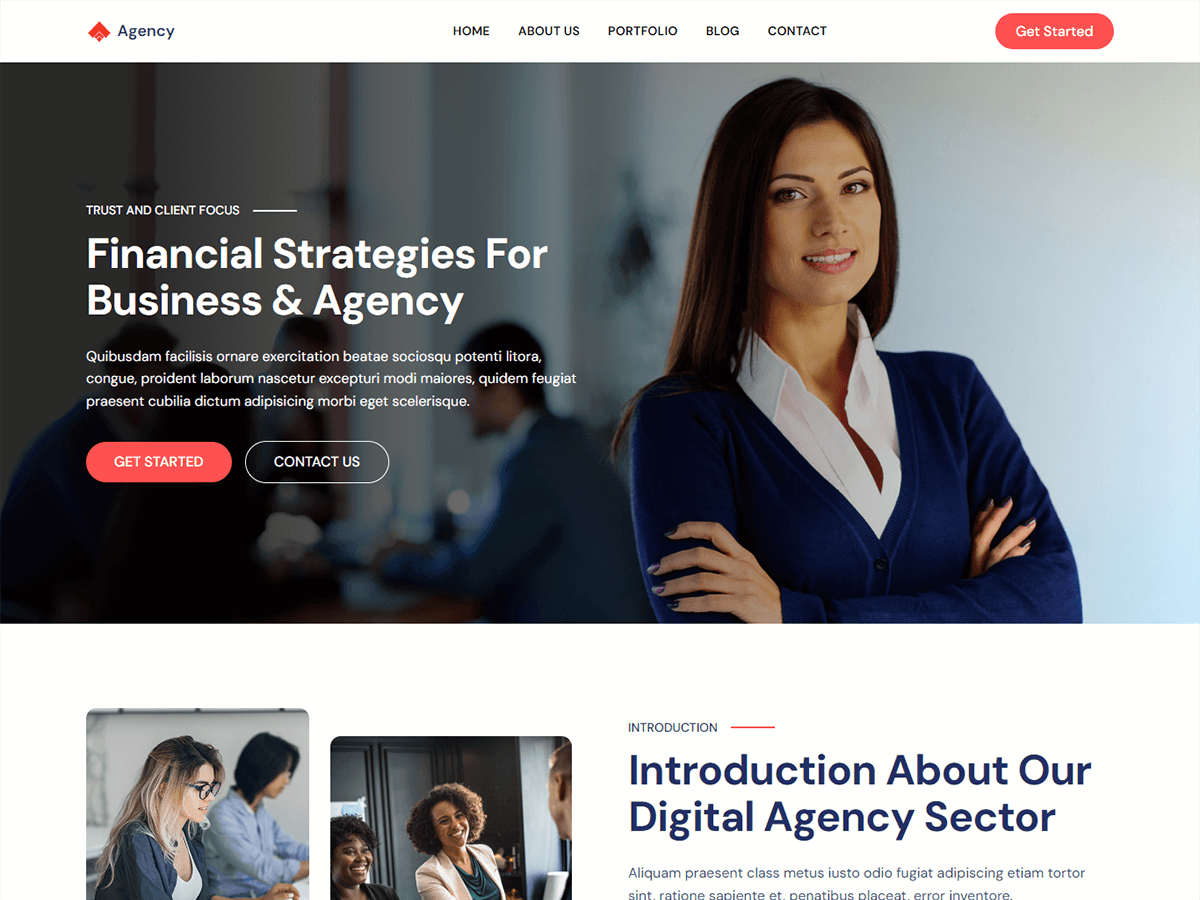 Agency
HOME
ABOUT US
PORTFOLIO
BLOG
CONTACT
Get Started
TRUST AND CLIENT FOCUS
Financial Strategies For
Business & Agency
Quibusdam facilisis ornare exercitation beatae sociosqu potenti litora,
congue, proident laborum nascetur excepturi modi maiores, quidem feugiat
praesent cubilia dictum adipisicing morbi eget scelerisque.
GET STARTED
CONTACT US
INTRODUCTION
Introduction About Our
Digital Agency Sector
Aliquam praesent class metus iusto odio fugiat adipiscing etiam tortor
sint, ratione sapiente et, penatibus placeat, error inventore.